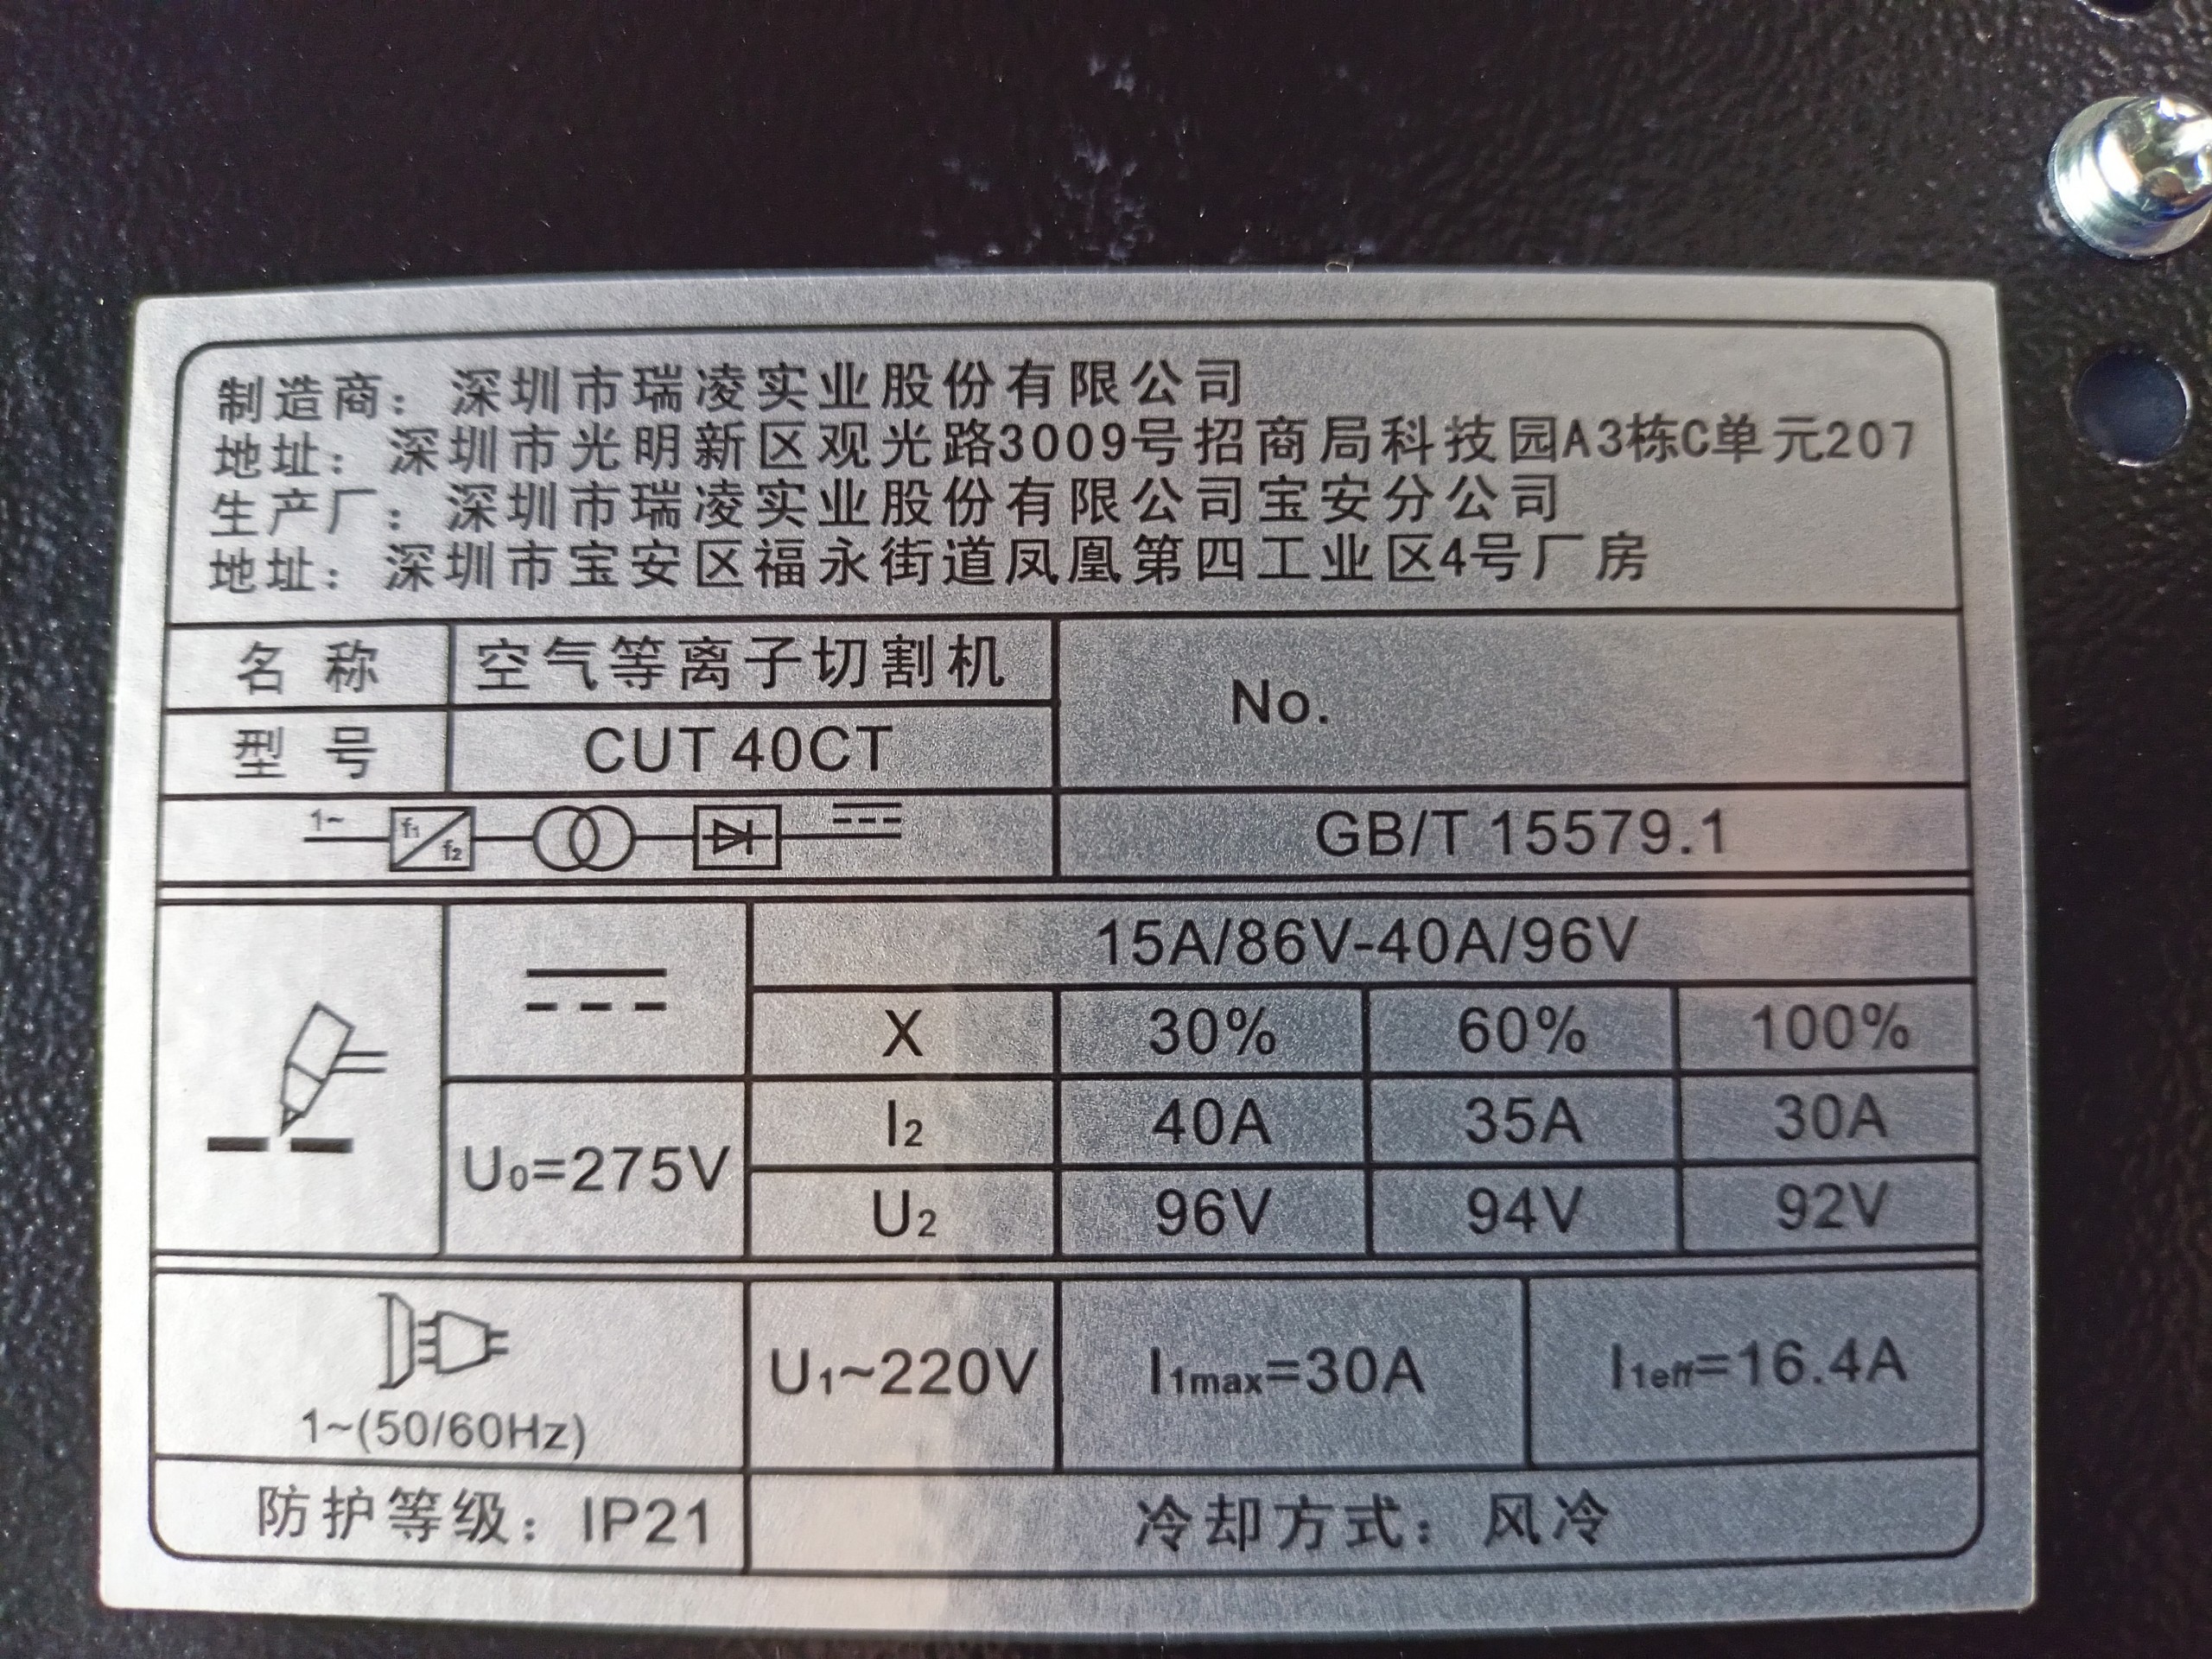 制造商：深圳市瑞凌实业股份有限公司
地址：深圳市光明新区观光路3009号招商局科技园A3栋C单元207
生产厂：深圳市瑞凌实业股份有限公司宝安分公司
地址：深圳市宝安区福永街道凤凰第四工业区4号厂房
名称 空气等离子切割机
No.
型号 CUT 40CT
1~ f₁ f₂
GB/T 15579.1
15A/86V-40A/96V
X 30% 60% 100%
I₂ 40A 35A 30A
U₀=275V
U₂ 96V 94V 92V
U₁~220V I₁max=30A I₁eff=16.4A
1~(50/60Hz)
防护等级：IP21 冷却方式：风冷